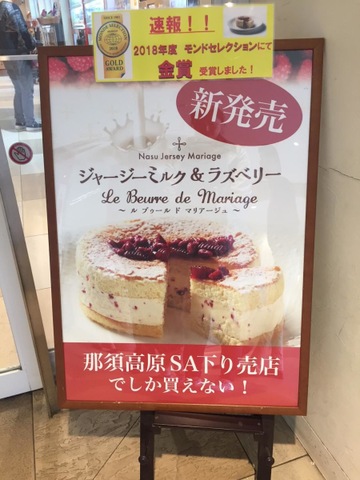 速報！！
2018年度 モンドセレクションにて
金賞 受賞しました！
GOLD
AWARD
新発売
Nasu Jersey Mariage
ジャージーミルク&ラズベリー
Le Beurre de Mariage
～ ル ブゥール ド マリアージュ ～
那須高原SA下り売店
でしか買えない！